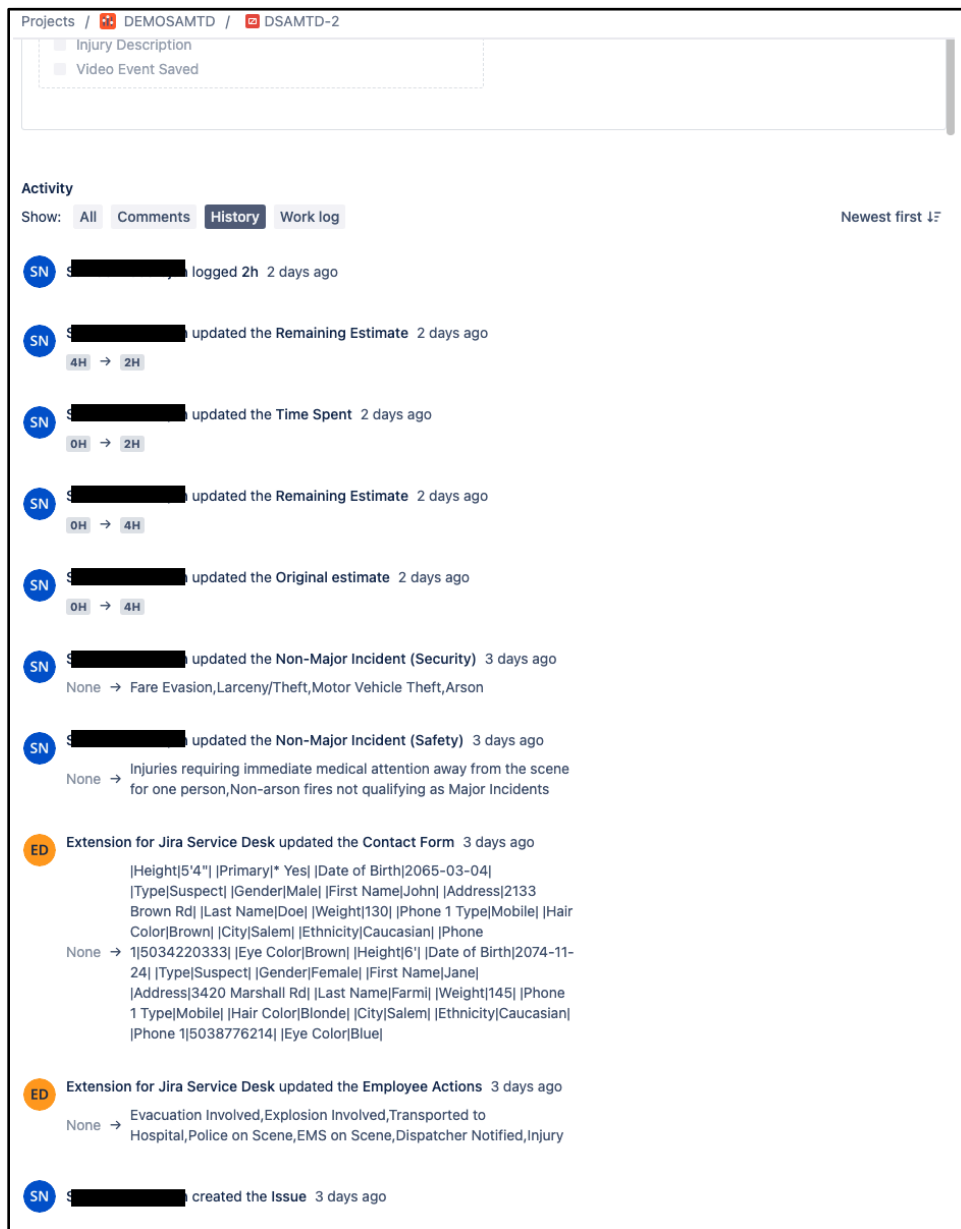 Projects / DEMOSAMTD / DSAMTD-2
Injury Description
Video Event Saved
Activity
Show: All Comments History Work log Newest first
SN S logged 2h 2 days ago
SN S updated the Remaining Estimate 2 days ago
4H → 2H
SN S updated the Time Spent 2 days ago
0H → 2H
SN S updated the Remaining Estimate 2 days ago
0H → 4H
SN S updated the Original estimate 2 days ago
0H → 4H
SN S updated the Non-Major Incident (Security) 3 days ago
None → Fare Evasion,Larceny/Theft,Motor Vehicle Theft,Arson
SN S updated the Non-Major Incident (Safety) 3 days ago
None → Injuries requiring immediate medical attention away from the scene
for one person,Non-arson fires not qualifying as Major Incidents
ED Extension for Jira Service Desk updated the Contact Form 3 days ago
|Height|5'4"| |Primary|* Yes| |Date of Birth|2065-03-04|
|Type|Suspect| |Gender|Male| |First Name|John| |Address|2133
Brown Rd| |Last Name|Doe| |Weight|130| |Phone 1 Type|Mobile| |Hair
Color|Brown| |City|Salem| |Ethnicity|Caucasian| |Phone
None → 1|5034220333| |Eye Color|Brown| |Height|6'| |Date of Birth|2074-11-
24| |Type|Suspect| |Gender|Female| |First Name|Jane|
|Address|3420 Marshall Rd| |Last Name|Farmi| |Weight|145| |Phone
1 Type|Mobile| |Hair Color|Blonde| |City|Salem| |Ethnicity|Caucasian|
|Phone 1|5038776214| |Eye Color|Blue|
ED Extension for Jira Service Desk updated the Employee Actions 3 days ago
None → Evacuation Involved,Explosion Involved,Transported to
Hospital,Police on Scene,EMS on Scene,Dispatcher Notified,Injury
SN S created the Issue 3 days ago